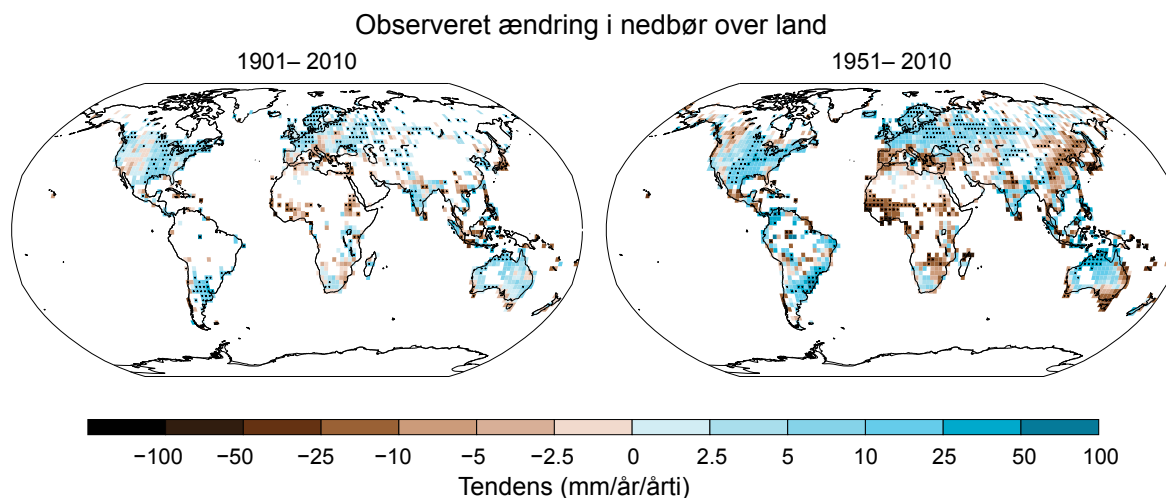 Observeret ændring i nedbør over land
1901– 2010
1951– 2010
−100 −50 −25 −10 −5 −2.5 0 2.5 5 10 25 50 100
Tendens (mm/år/årti)